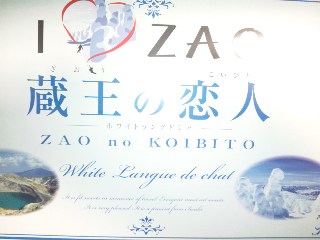 I ZAO
ざおう こいびと
蔵王の恋人
ホワイトラングドシャ
ZAO no KOIBITO
White Langue de chat